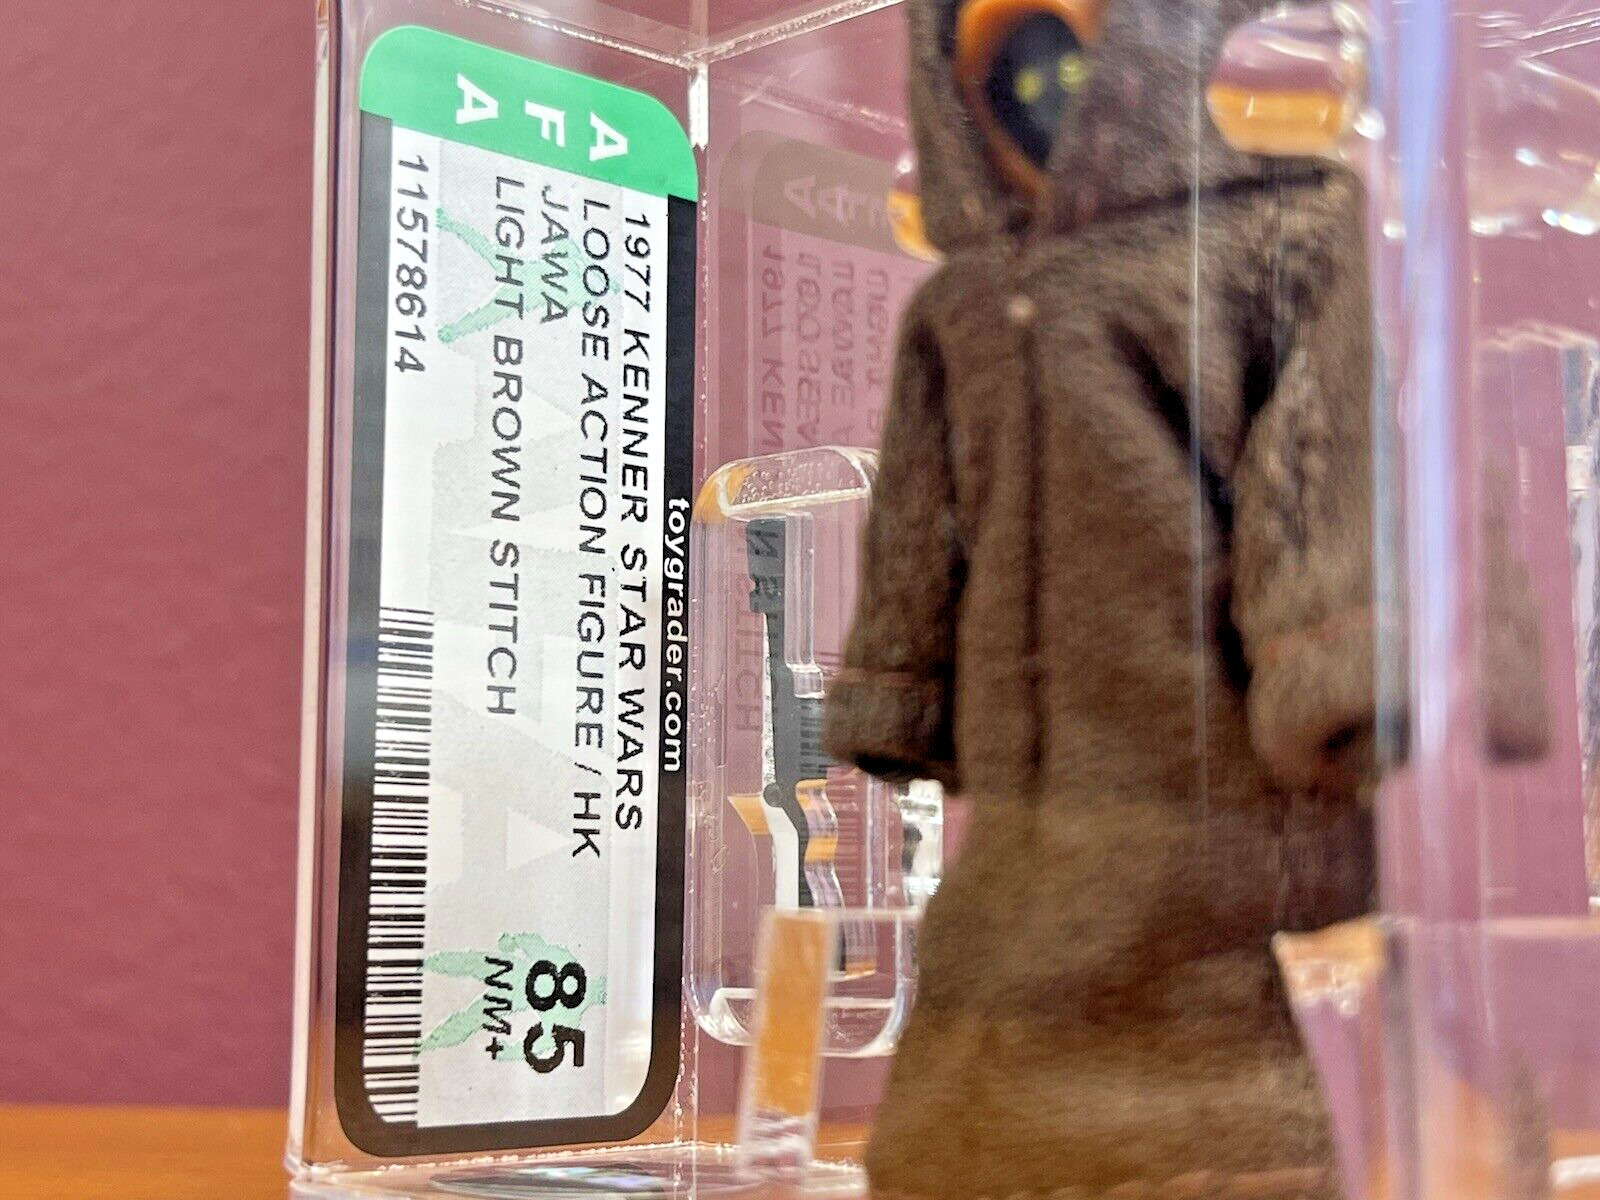 AFA
1977 KENNER STAR WARS
LOOSE ACTION FIGURE / HK
JAWA
LIGHT BROWN STITCH
11578614
85
NM+
toygrader.com